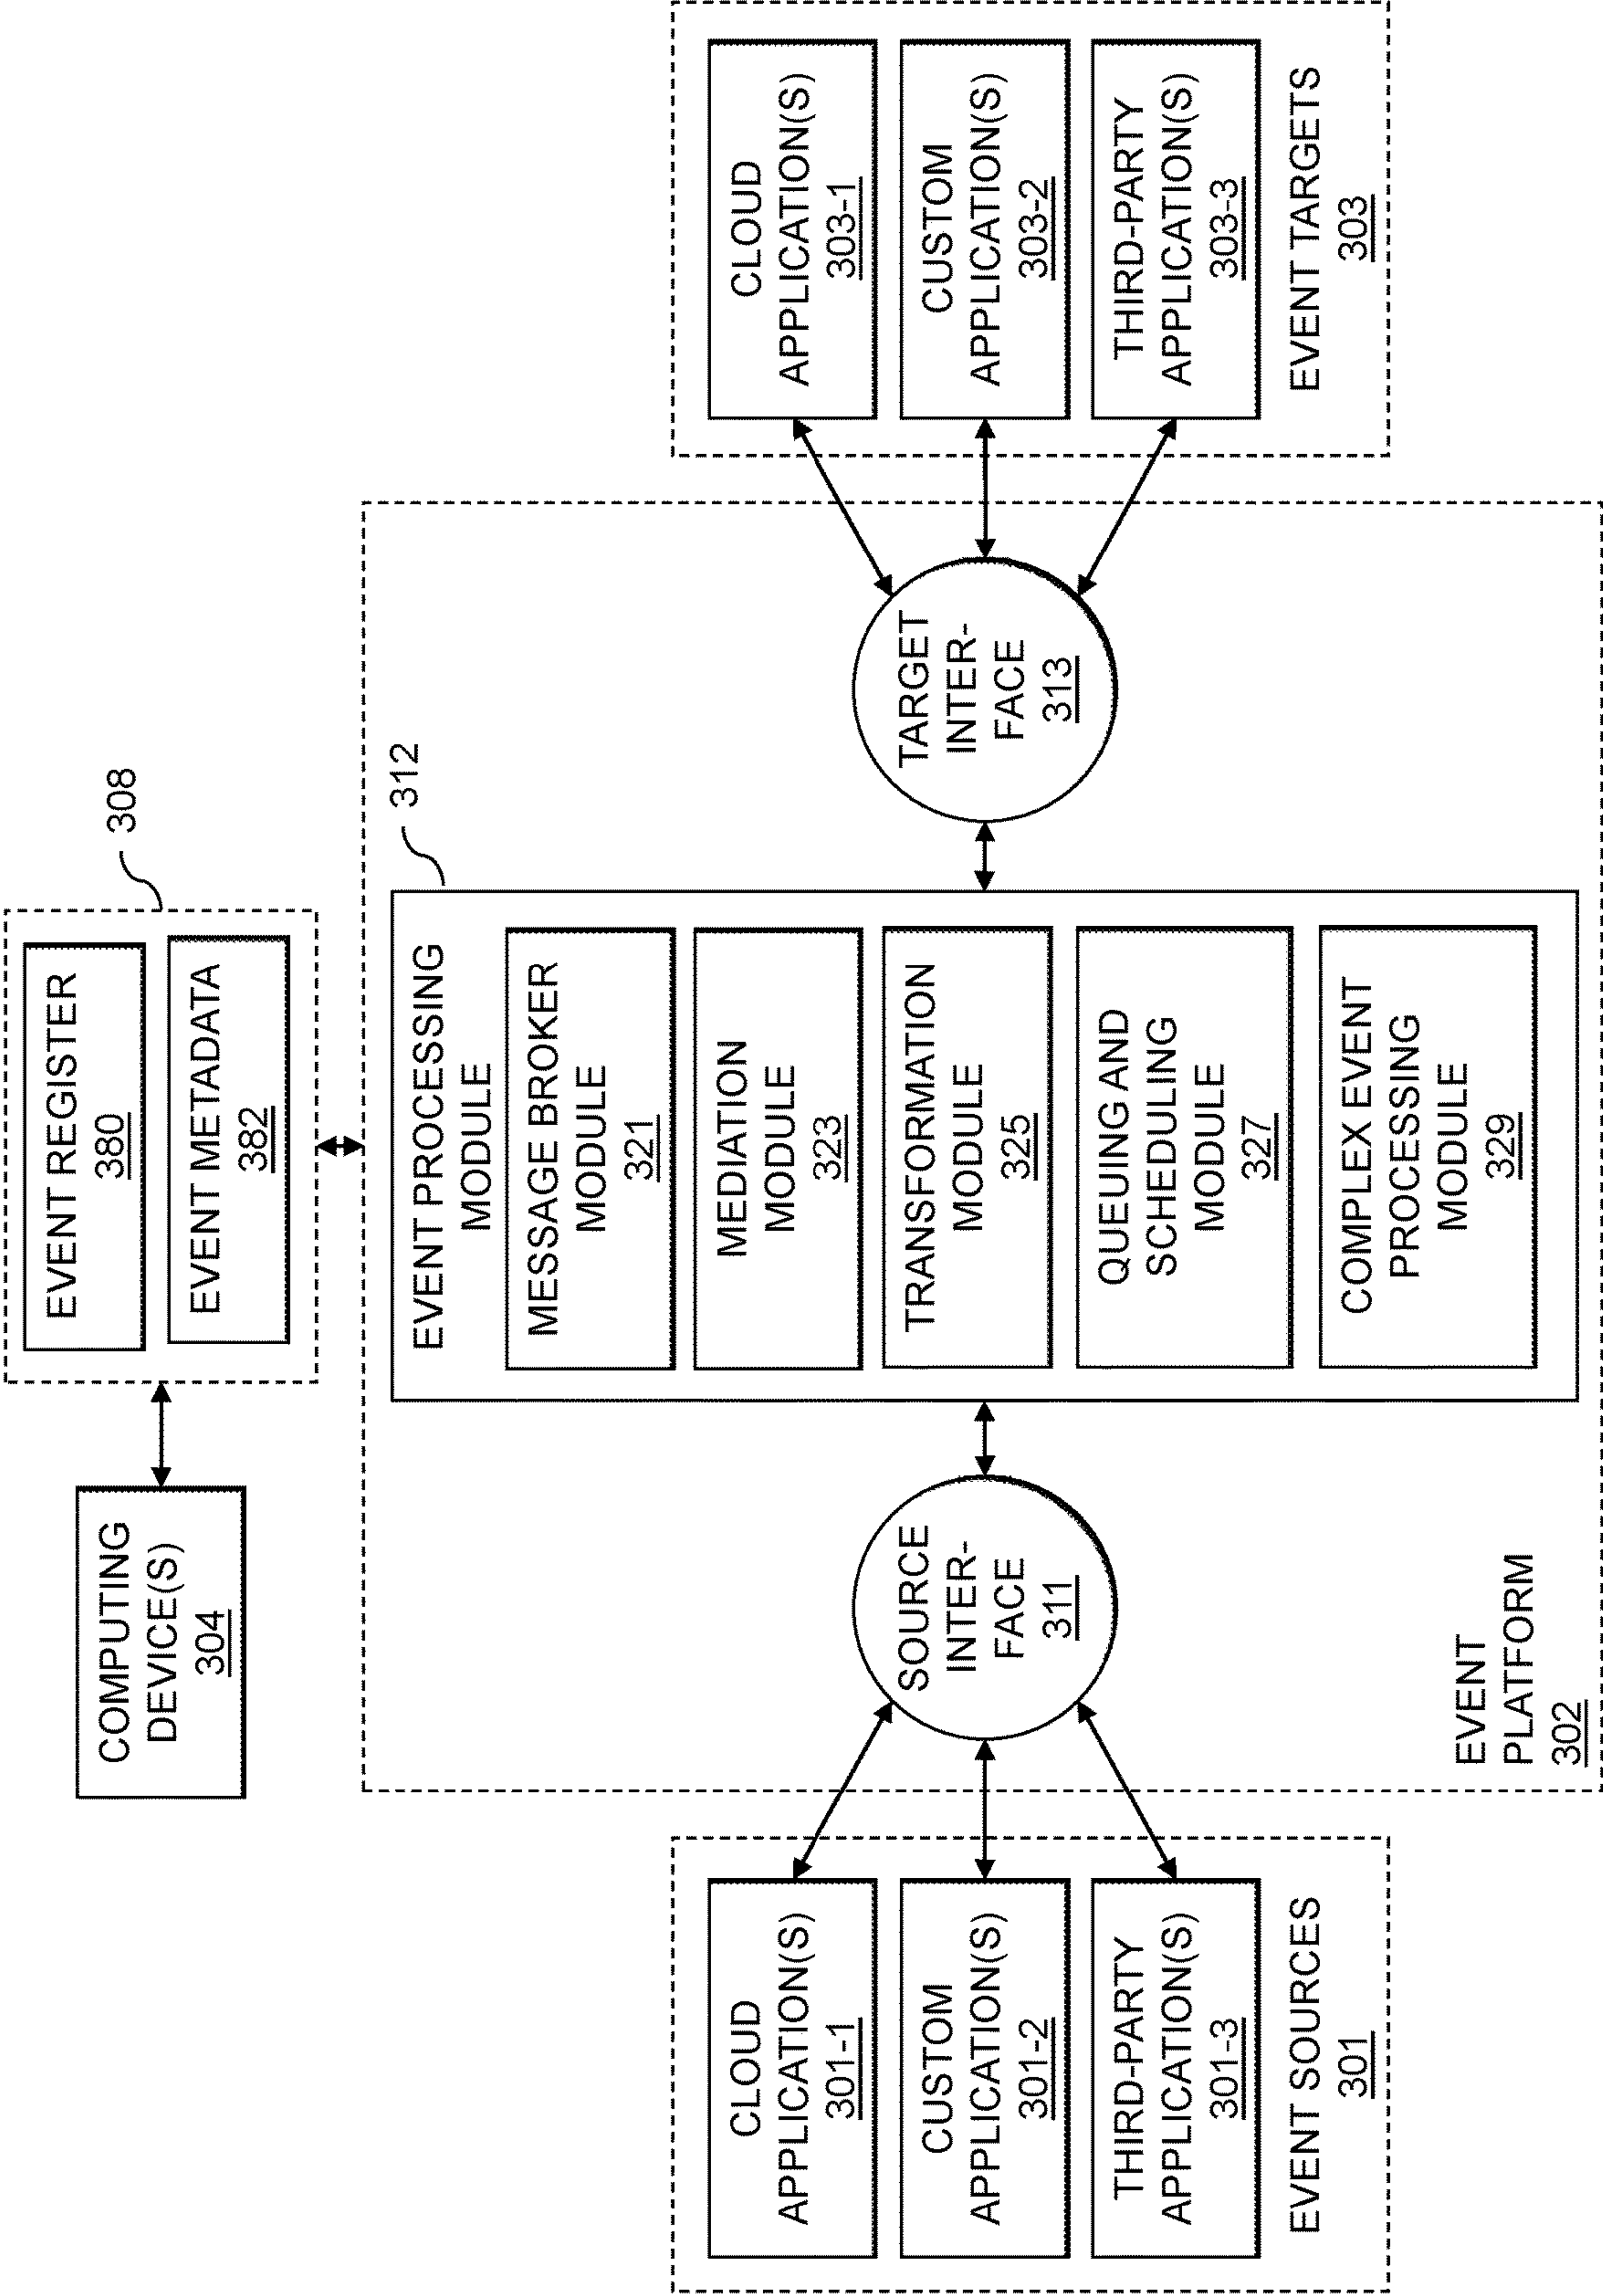 COMPUTING
DEVICE(S)
304
EVENT REGISTER
380
EVENT METADATA
382
308
CLOUD
APPLICATION(S)
301-1
CUSTOM
APPLICATION(S)
301-2
THIRD-PARTY
APPLICATION(S)
301-3
EVENT SOURCES
301
SOURCE
INTER-
FACE
311
EVENT
PLATFORM
302
312
EVENT PROCESSING
MODULE
MESSAGE BROKER
MODULE
321
MEDIATION
MODULE
323
TRANSFORMATION
MODULE
325
QUEUING AND
SCHEDULING
MODULE
327
COMPLEX EVENT
PROCESSING
MODULE
329
TARGET
INTER-
FACE
313
CLOUD
APPLICATION(S)
303-1
CUSTOM
APPLICATION(S)
303-2
THIRD-PARTY
APPLICATION(S)
303-3
EVENT TARGETS
303